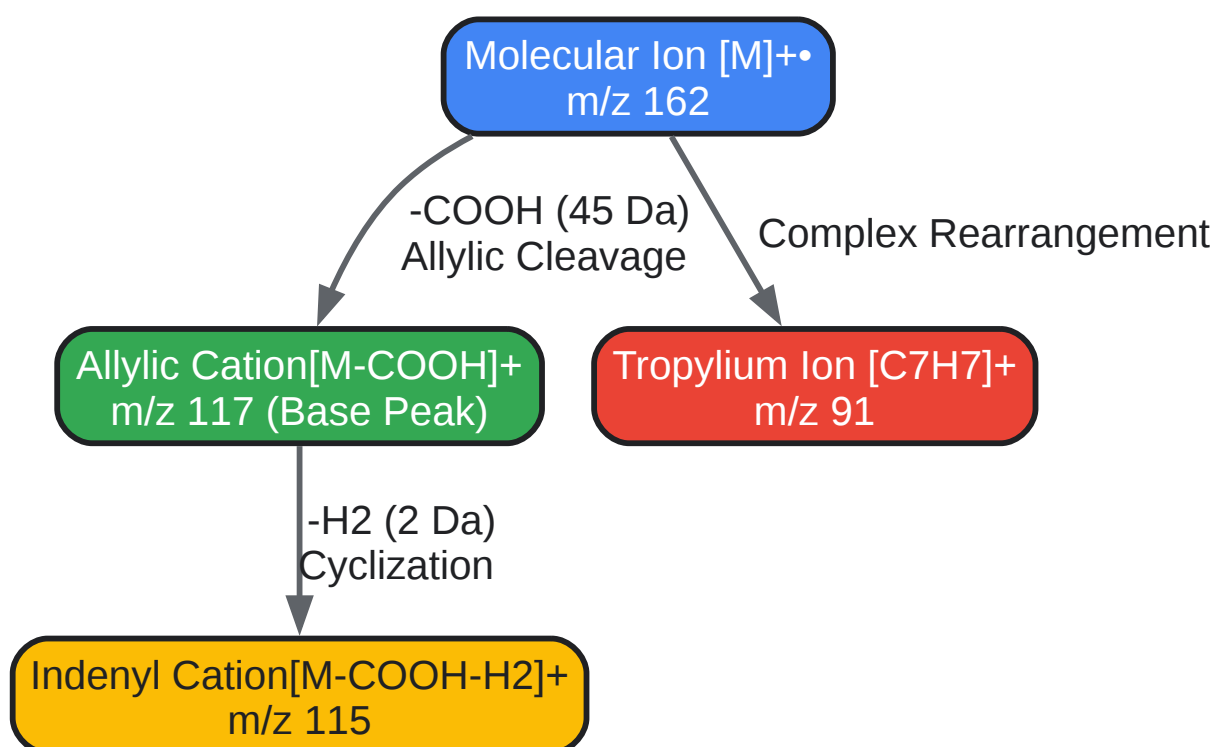 Molecular Ion [M]+•
m/z 162
-COOH (45 Da)
Allylic Cleavage
Complex Rearrangement
Allylic Cation[M-COOH]+
m/z 117 (Base Peak)
Tropylium Ion [C7H7]+
m/z 91
-H2 (2 Da)
Cyclization
Indenyl Cation[M-COOH-H2]+
m/z 115